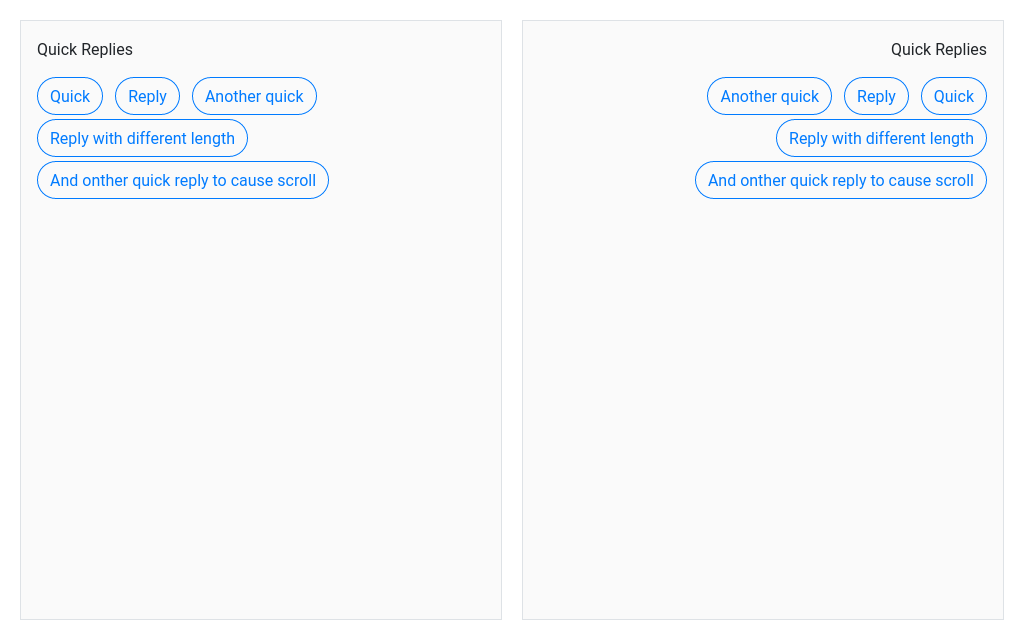 Quick Replies
Quick Reply Another quick
Reply with different length
And onther quick reply to cause scroll
Quick Replies
Another quick Reply Quick
Reply with different length
And onther quick reply to cause scroll